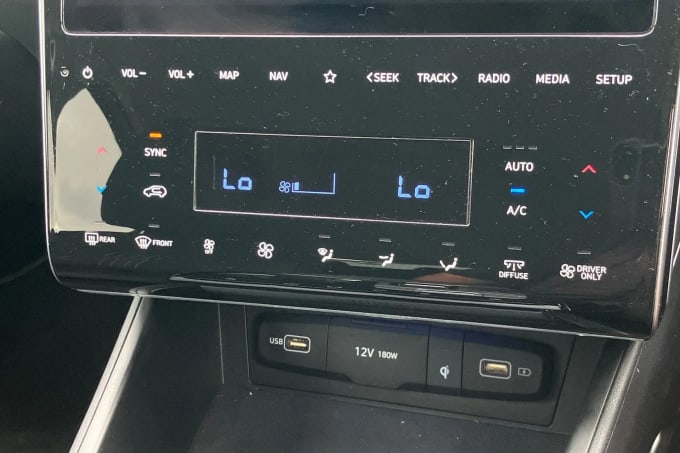 VOL− VOL+ MAP NAV ☆ <SEEK TRACK> RADIO MEDIA SETUP
SYNC AUTO
Lo Lo
A/C
REAR FRONT OFF DIFFUSE DRIVER ONLY
USB 12V 180W